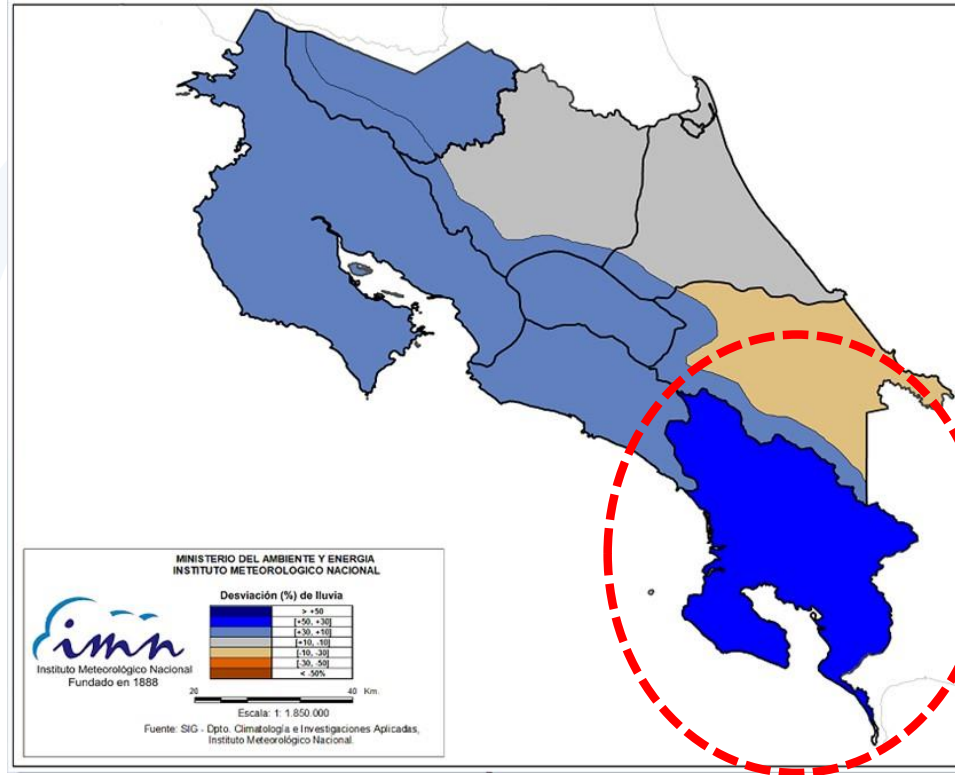 MINISTERIO DEL AMBIENTE Y ENERGIA
INSTITUTO METEOROLOGICO NACIONAL
Desviación (%) de lluvia
> +50
[+50, +30]
[+30, +10]
[+10, -10]
[-10, -30]
[-30, -50]
< -50%
imn
Instituto Meteorológico Nacional
Fundado en 1888
20 40 Km.
Escala: 1: 1.850.000
Fuente: SIG - Dpto. Climatología e Investigaciones Aplicadas,
Instituto Meteorológico Nacional.